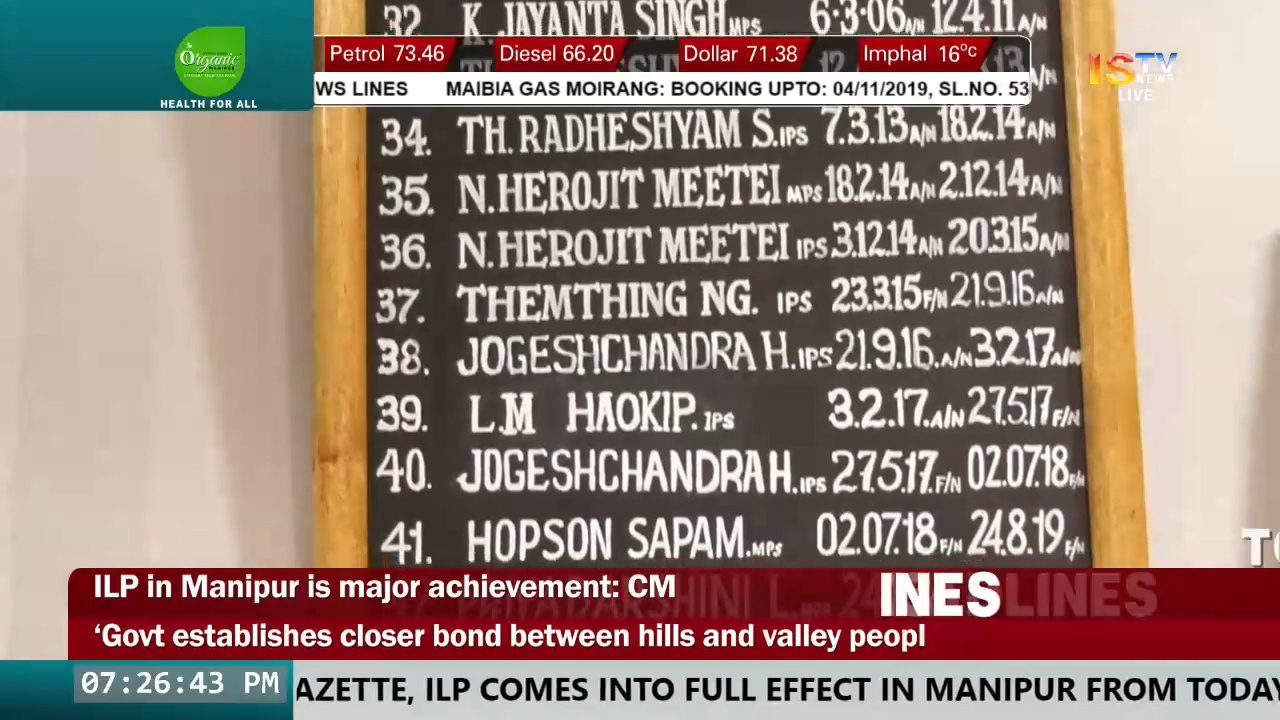 Organic
HEALTH FOR ALL
32 K. JAYANTA SINGH MPS 6·3·06 A/N 12.4.11 A/N
Petrol 73.46 Diesel 66.20 Dollar 71.38 Imphal 16°C
ISTV NEWS
LIVE
WS LINES MAIBIA GAS MOIRANG: BOOKING UPTO: 04/11/2019, SL.NO. 53
34. TH. RADHESHYAM S. IPS 7.3.13 A/N 18.2.14 A/N
35. N. HEROJIT MEETEI MPS 18.2.14 A/N 2.12.14 A/N
36. N. HEROJIT MEETEI IPS 3.12.14 A/N 20.3.15 A/N
37. THEMTHING NG. IPS 23.3.15 F/N 21.9.16 A/N
38. JOGESHCHANDRA H. IPS 21.9.16. A/N 3.2.17. A/N
39. L.M HAOKIP. IPS 3.2.17. A/N 27.5.17 F/N
40. JOGESHCHANDRA H. IPS 27.5.17. F/N 02.07.18. F/N
41. HOPSON SAPAM. MPS 02.07.18 F/N 24.8.19. F/N
ILP in Manipur is major achievement: CM
INES LINES
‘Govt establishes closer bond between hills and valley peopl
07:26:43 PM
AZETTE, ILP COMES INTO FULL EFFECT IN MANIPUR FROM TODAY